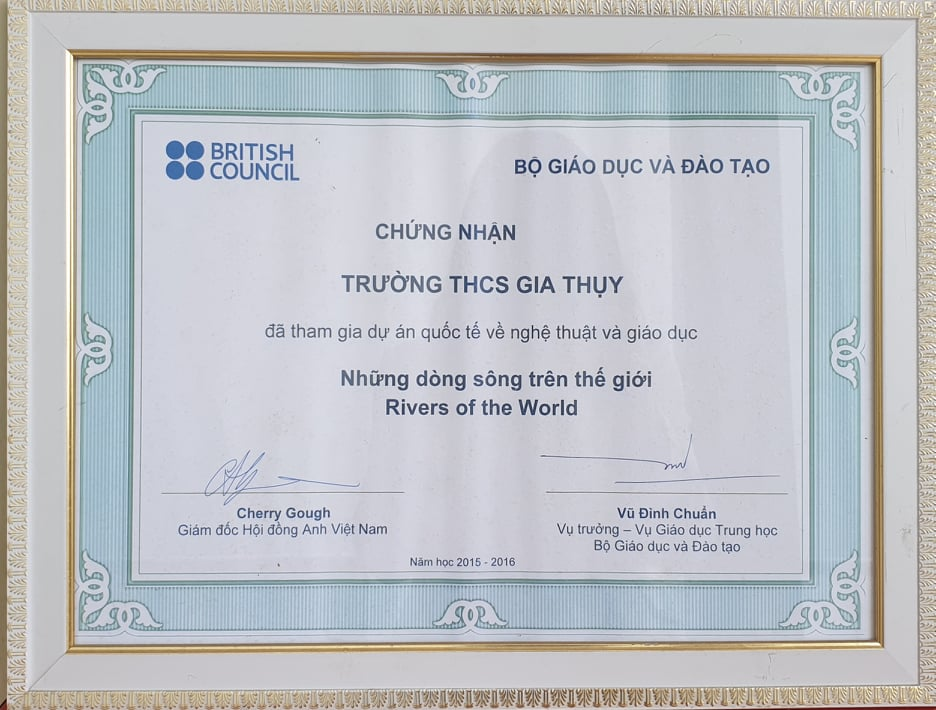 BRITISH
COUNCIL
BỘ GIÁO DỤC VÀ ĐÀO TẠO
CHỨNG NHẬN
TRƯỜNG THCS GIA THỤY
đã tham gia dự án quốc tế về nghệ thuật và giáo dục
Những dòng sông trên thế giới
Rivers of the World
Cherry Gough
Giám đốc Hội đồng Anh Việt Nam
Vũ Đình Chuẩn
Vụ trưởng – Vụ Giáo dục Trung học
Bộ Giáo dục và Đào tạo
Năm học 2015 - 2016